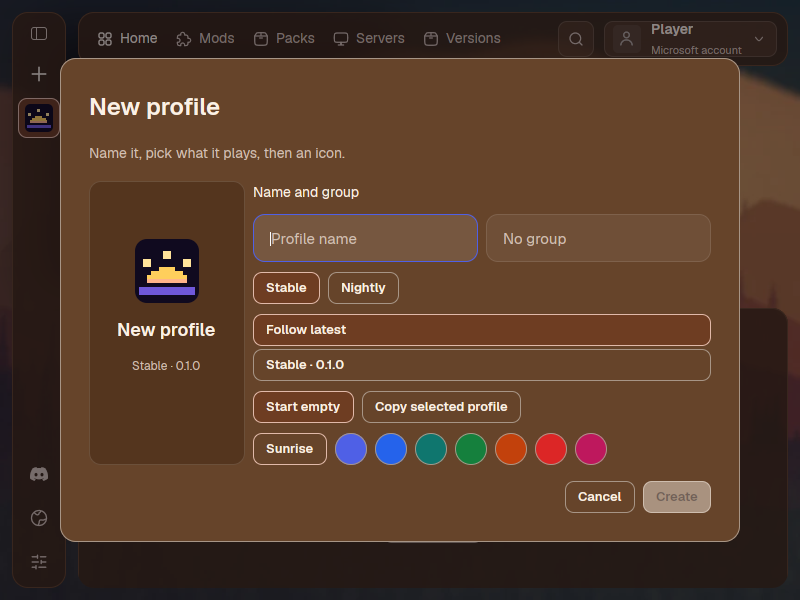 Home
Mods
Packs
Servers
Versions
Player
Microsoft account
New profile
Name it, pick what it plays, then an icon.
New profile
Stable · 0.1.0
Name and group
Profile name
No group
Stable
Nightly
Follow latest
Stable · 0.1.0
Start empty
Copy selected profile
Sunrise
Cancel
Create